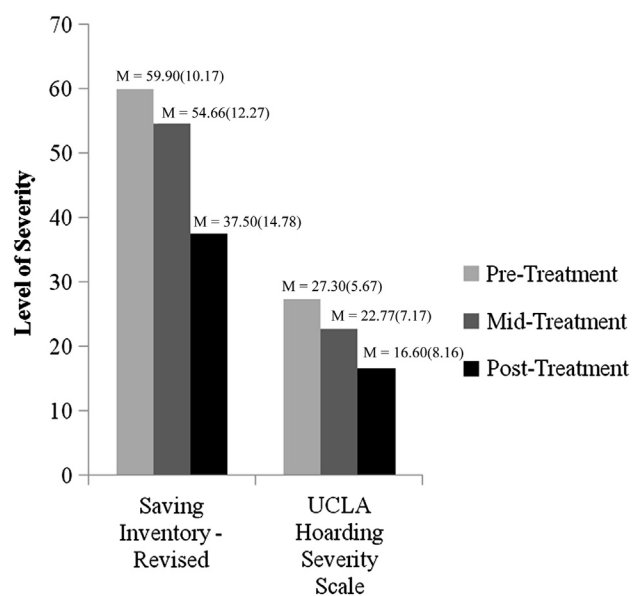 70
60
50
40
30
20
10
0
Level of Severity
M = 59.90(10.17)
M = 54.66(12.27)
M = 37.50(14.78)
M = 27.30(5.67)
M = 22.77(7.17)
M = 16.60(8.16)
Saving
Inventory -
Revised
UCLA
Hoarding
Severity
Scale
Pre-Treatment
Mid-Treatment
Post-Treatment